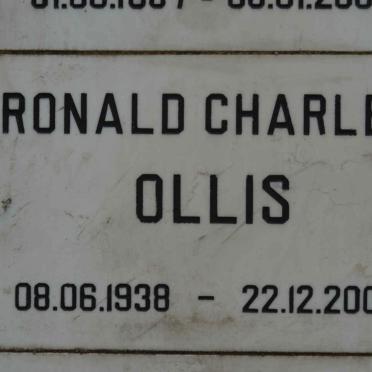 RONALD CHARLE
OLLIS
08.06.1938 - 22.12.200